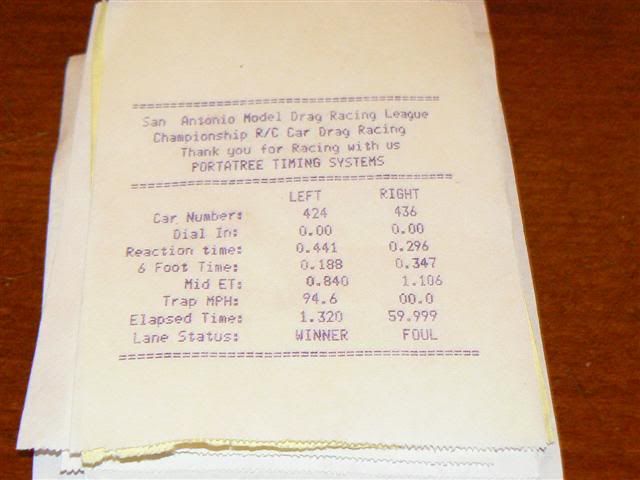 ==========================================
San Antonio Model Drag Racing League
Championship R/C Car Drag Racing
Thank you for Racing with us
PORTATREE TIMING SYSTEMS
==========================================
LEFT RIGHT
Car Number: 424 436
Dial In: 0.00 0.00
Reaction time: 0.441 0.296
6 Foot Time: 0.188 0.347
Mid ET: 0.840 1.106
Trap MPH: 94.6 00.0
Elapsed Time: 1.320 59.999
Lane Status: WINNER FOUL
==========================================